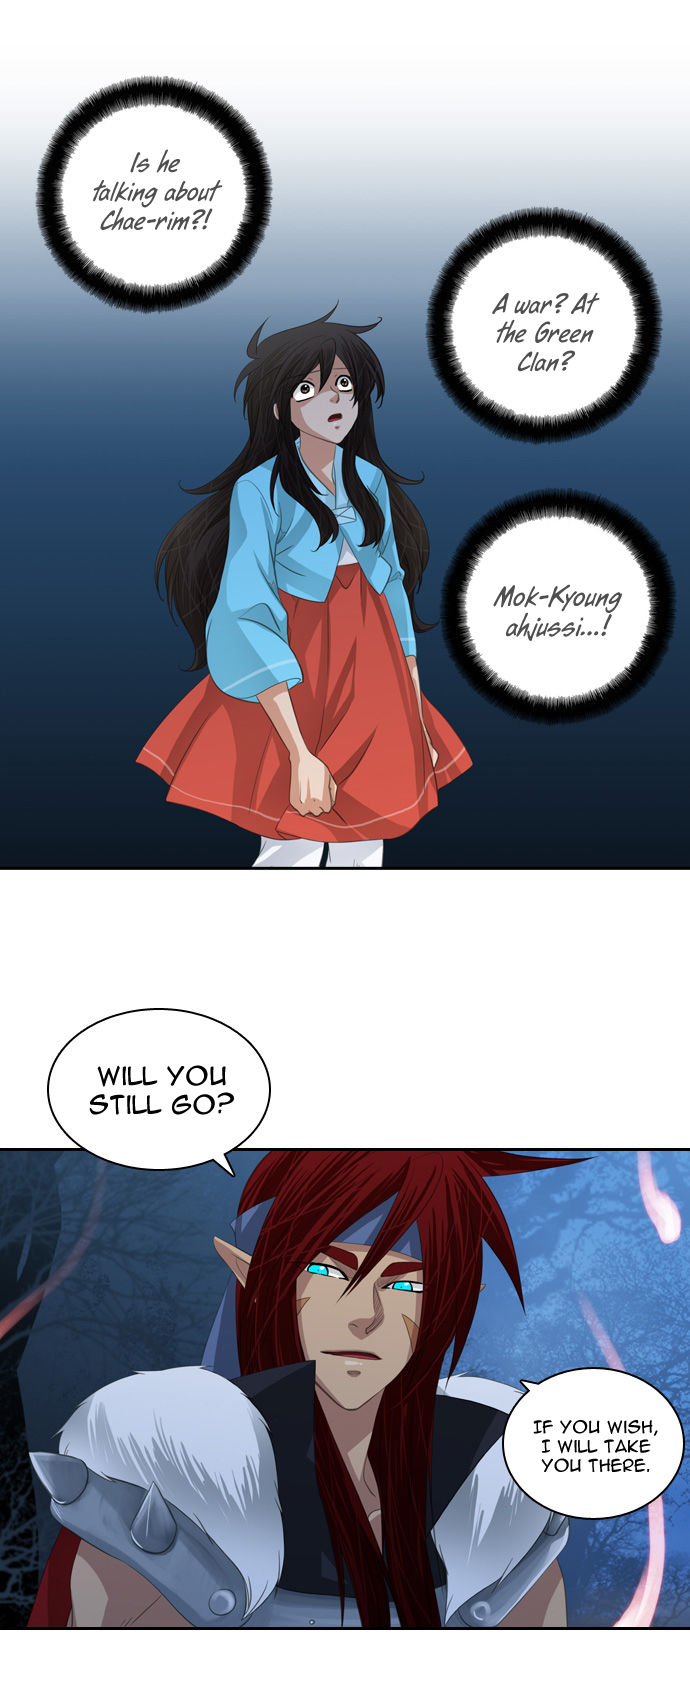 Is he
talking about
Chae-rim?!
A war? At
the Green
Clan?
Mok-Kyoung
ahjussi...!
WILL YOU
STILL GO?
IF YOU WISH,
I WILL TAKE
YOU THERE.